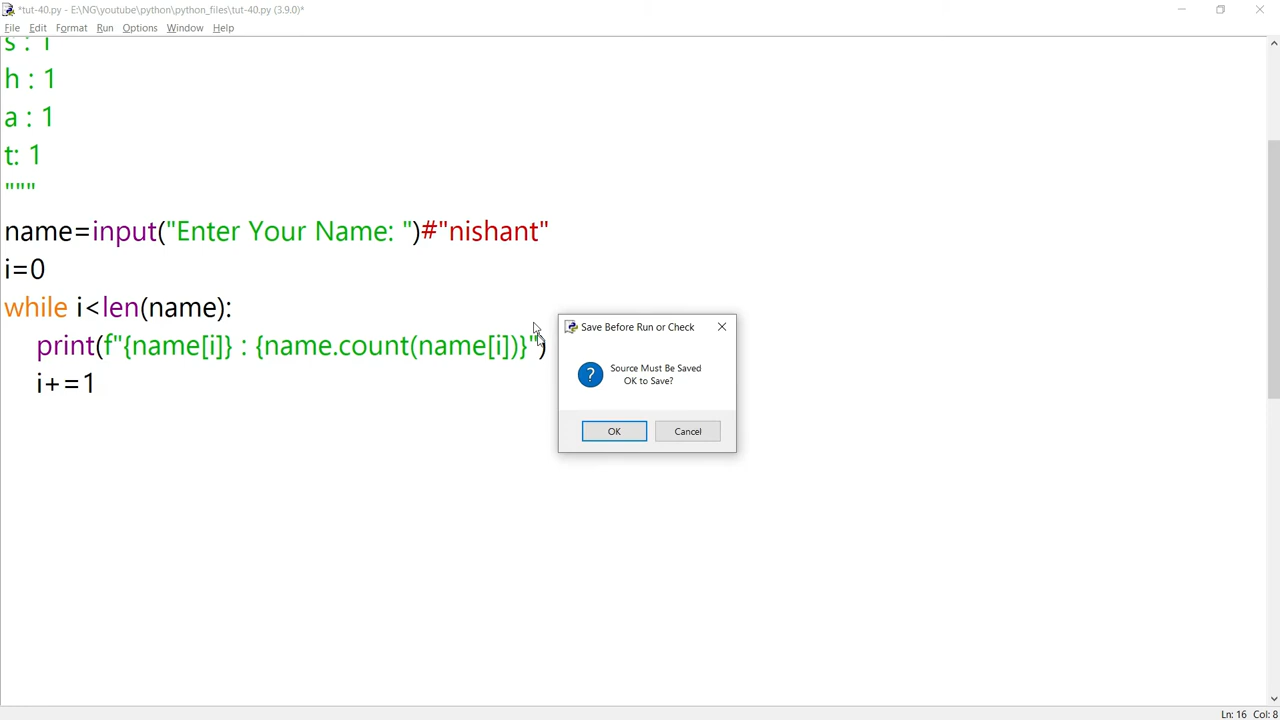 *tut-40.py - E:\NG\youtube\python\python_files\tut-40.py (3.9.0)*
File Edit Format Run Options Window Help
s : 1
h : 1
a : 1
t: 1
"""
name=input("Enter Your Name: ")#"nishant"
i=0
while i<len(name):
print(f"{name[i]} : {name.count(name[i])}")
i+=1
Save Before Run or Check
Source Must Be Saved
OK to Save?
OK Cancel
Ln: 16 Col: 8